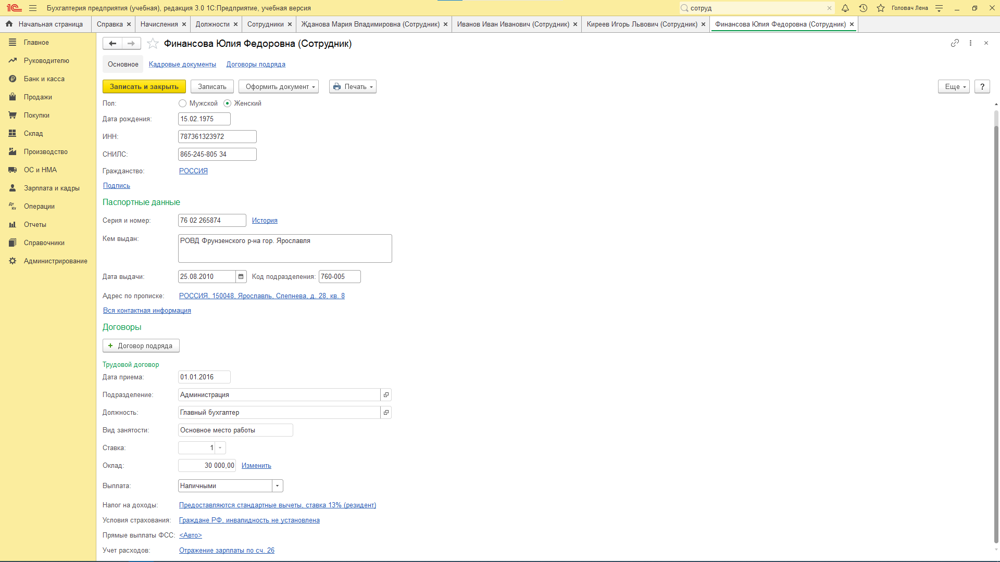 Бухгалтерия предприятия (учебная), редакция 3.0 1С:Предприятие, учебная версия
сотруд
Головач Лена
Начальная страница
Справка
Начисления
Должности
Сотрудники
Жданова Мария Владимировна (Сотрудник)
Иванов Иван Иванович (Сотрудник)
Киреев Игорь Львович (Сотрудник)
Финансова Юлия Федоровна (Сотрудник)
Главное
Руководителю
Банк и касса
Продажи
Покупки
Склад
Производство
ОС и НМА
Зарплата и кадры
Операции
Отчеты
Справочники
Администрирование
Финансова Юлия Федоровна (Сотрудник)
Основное Кадровые документы Договоры подряда
Записать и закрыть Записать Оформить документ Печать Еще ?
Пол: Мужской Женский
Дата рождения: 15.02.1975
ИНН: 787361323972
СНИЛС: 865-245-805 34
Гражданство: РОССИЯ
Подпись
Паспортные данные
Серия и номер: 76 02 265874 История
Кем выдан: РОВД Фрунзенского р-на гор. Ярославля
Дата выдачи: 25.08.2010 Код подразделения: 760-005
Адрес по прописке: РОССИЯ, 150048, Ярославль, Слепнева, д. 28, кв. 8
Вся контактная информация
Договоры
+ Договор подряда
Трудовой договор
Дата приема: 01.01.2016
Подразделение: Администрация
Должность: Главный бухгалтер
Вид занятости: Основное место работы
Ставка: 1
Оклад: 30 000,00 Изменить
Выплата: Наличными
Налог на доходы: Предоставляются стандартные вычеты, ставка 13% (резидент)
Условия страхования: Граждане РФ, инвалидность не установлена
Прямые выплаты ФСС: <Авто>
Учет расходов: Отражение зарплаты по сч. 26